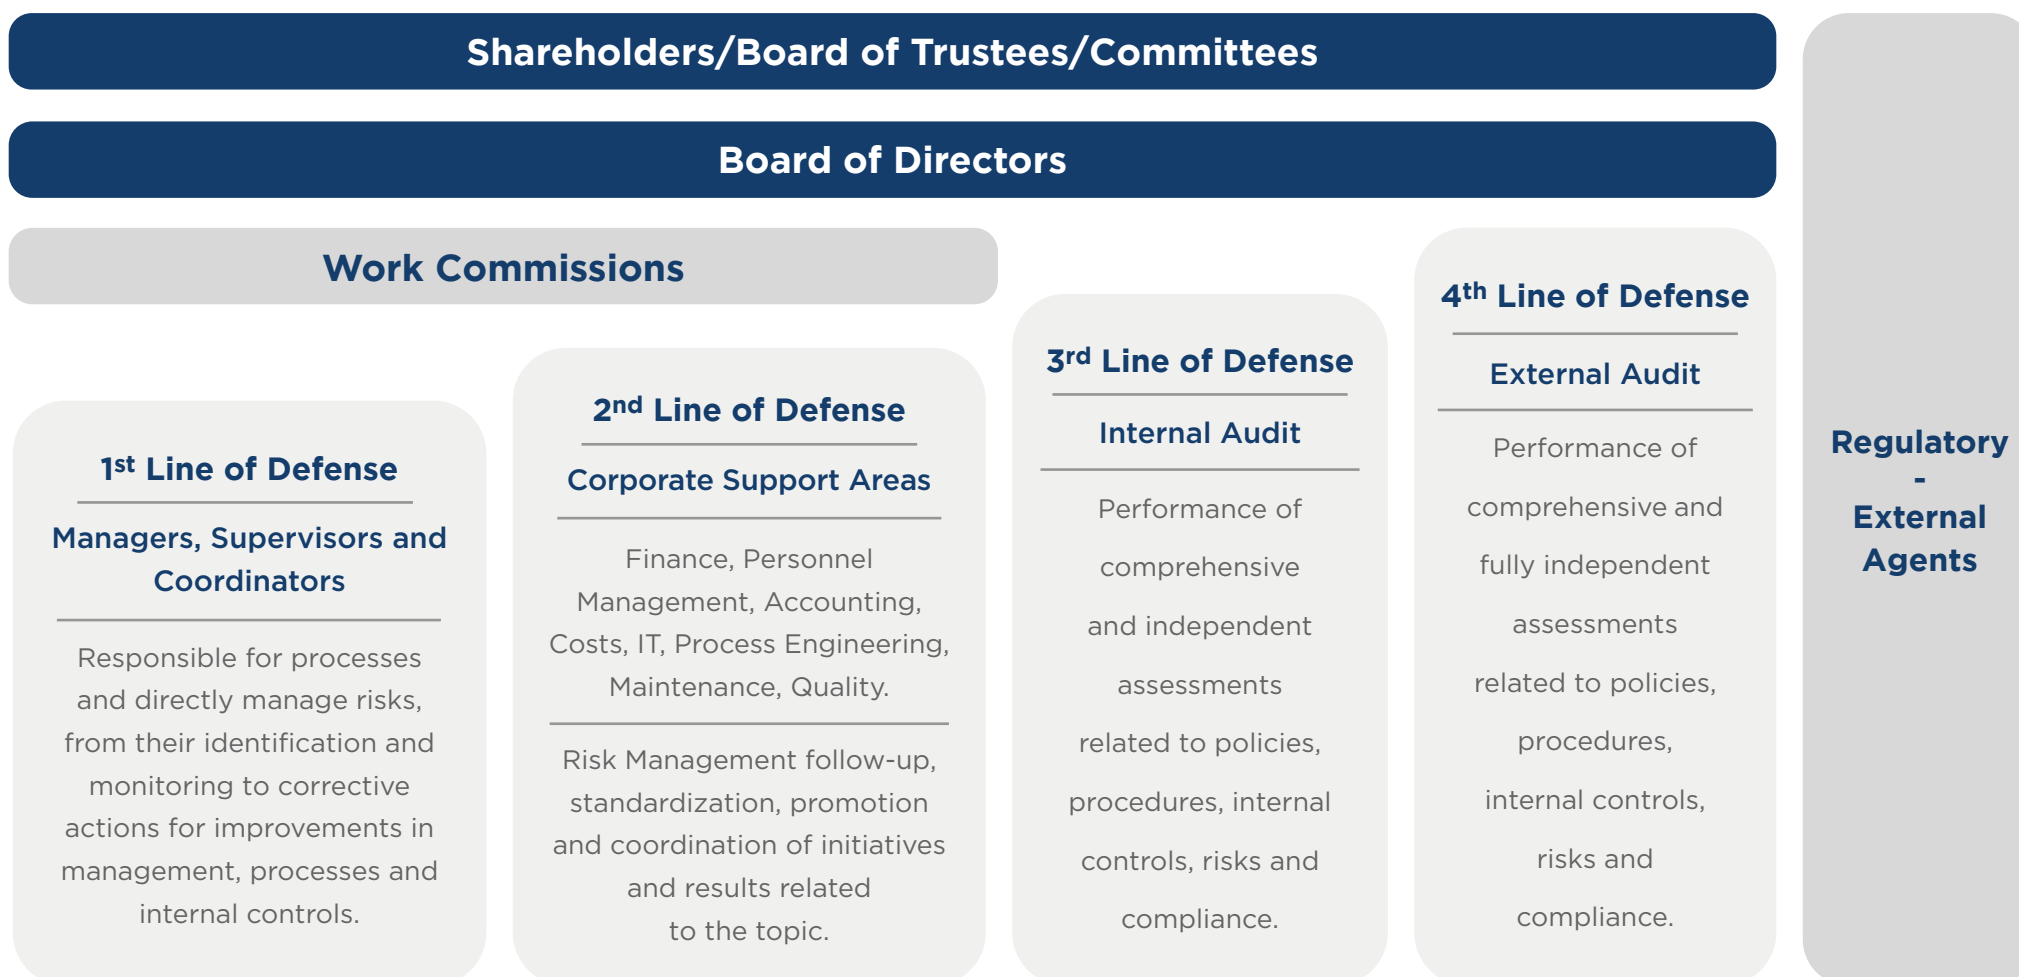 Shareholders/Board of Trustees/Committees
Board of Directors
Work Commissions
1st Line of Defense
Managers, Supervisors and
Coordinators
Responsible for processes
and directly manage risks,
from their identification and
monitoring to corrective
actions for improvements in
management, processes and
internal controls.
2nd Line of Defense
Corporate Support Areas
Finance, Personnel
Management, Accounting,
Costs, IT, Process Engineering,
Maintenance, Quality.
Risk Management follow-up,
standardization, promotion
and coordination of initiatives
and results related
to the topic.
3rd Line of Defense
Internal Audit
Performance of
comprehensive
and independent
assessments
related to policies,
procedures, internal
controls, risks and
compliance.
4th Line of Defense
External Audit
Performance of
comprehensive and
fully independent
assessments
related to policies,
procedures,
internal controls,
risks and
compliance.
Regulatory
-
External
Agents